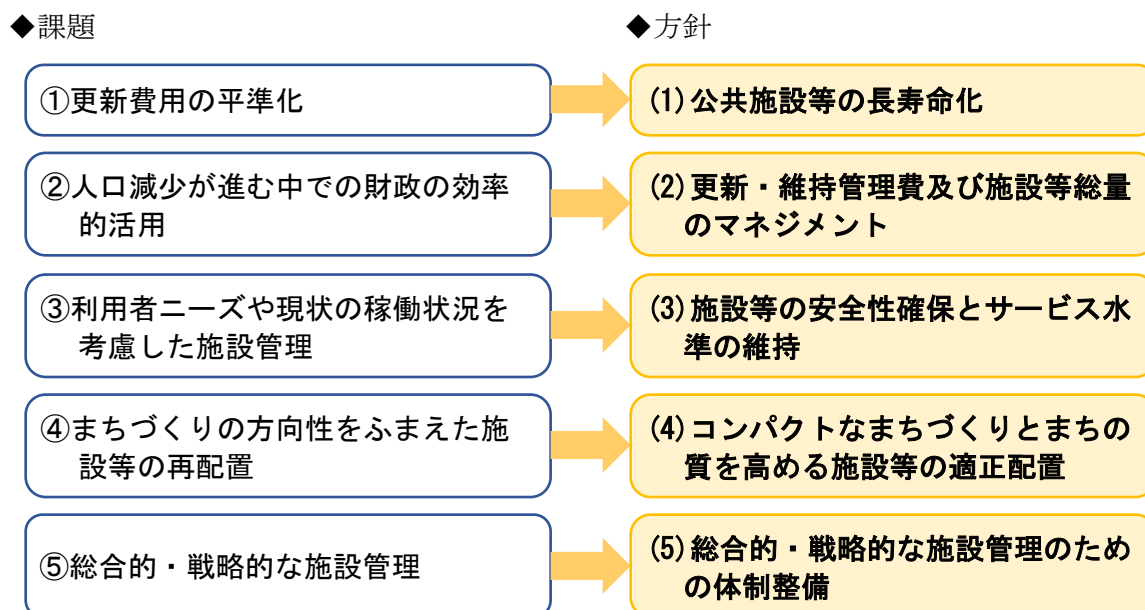 ◆課題
◆方針
①更新費用の平準化
(1)公共施設等の長寿命化
②人口減少が進む中での財政の効率
的活用
(2)更新・維持管理費及び施設等総量
のマネジメント
③利用者ニーズや現状の稼働状況を
考慮した施設管理
(3)施設等の安全性確保とサービス水
準の維持
④まちづくりの方向性をふまえた施
設等の再配置
(4)コンパクトなまちづくりとまちの
質を高める施設等の適正配置
⑤総合的・戦略的な施設管理
(5)総合的・戦略的な施設管理のため
の体制整備